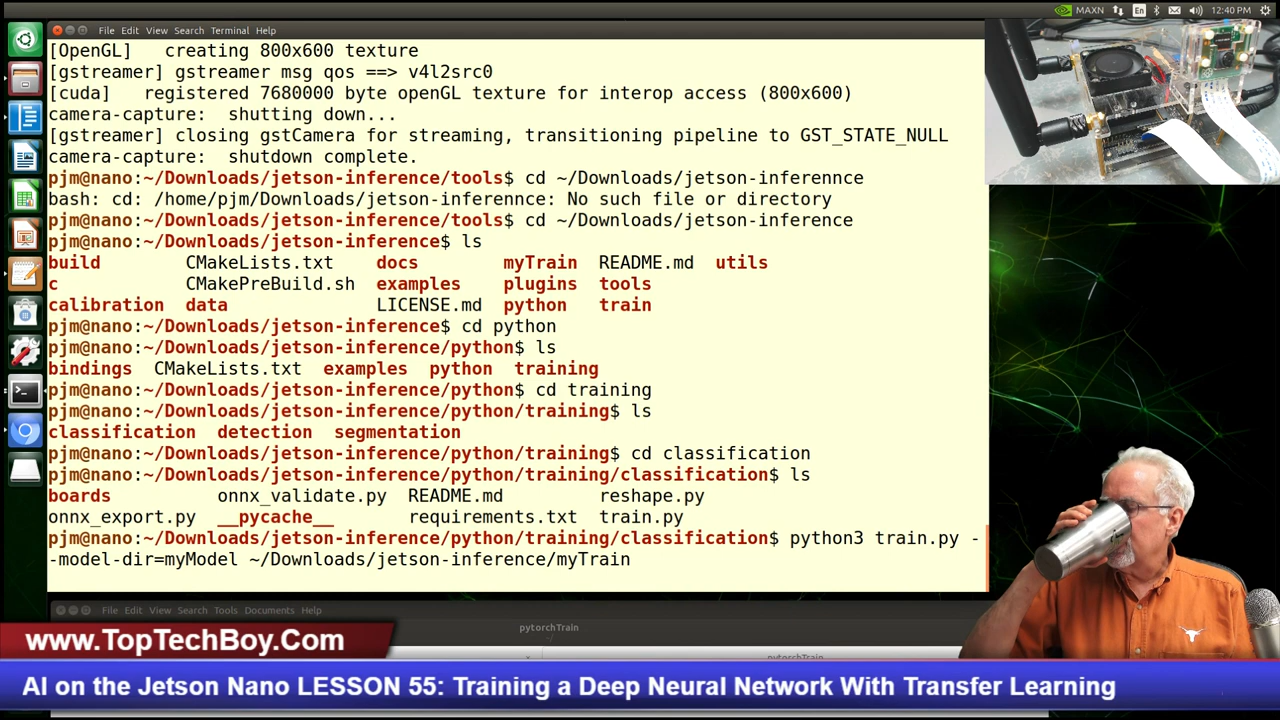 MAXN En 12:40 PM
File Edit View Search Terminal Help
[OpenGL] creating 800x600 texture
[gstreamer] gstreamer msg qos ==> v4l2src0
[cuda] registered 7680000 byte openGL texture for interop access (800x600)
camera-capture: shutting down...
[gstreamer] closing gstCamera for streaming, transitioning pipeline to GST_STATE_NULL
camera-capture: shutdown complete.
pjm@nano:~/Downloads/jetson-inference/tools$ cd ~/Downloads/jetson-inferennce
bash: cd: /home/pjm/Downloads/jetson-inferennce: No such file or directory
pjm@nano:~/Downloads/jetson-inference/tools$ cd ~/Downloads/jetson-inference
pjm@nano:~/Downloads/jetson-inference$ ls
build CMakeLists.txt docs myTrain README.md utils
c CMakePreBuild.sh examples plugins tools
calibration data LICENSE.md python train
pjm@nano:~/Downloads/jetson-inference$ cd python
pjm@nano:~/Downloads/jetson-inference/python$ ls
bindings CMakeLists.txt examples python training
pjm@nano:~/Downloads/jetson-inference/python$ cd training
pjm@nano:~/Downloads/jetson-inference/python/training$ ls
classification detection segmentation
pjm@nano:~/Downloads/jetson-inference/python/training$ cd classification
pjm@nano:~/Downloads/jetson-inference/python/training/classification$ ls
boards onnx_validate.py README.md reshape.py
onnx_export.py __pycache__ requirements.txt train.py
pjm@nano:~/Downloads/jetson-inference/python/training/classification$ python3 train.py -
-model-dir=myModel ~/Downloads/jetson-inference/myTrain
File Edit View Search Tools Documents Help
pytorchTrain
~/
pytorchTrain
www.TopTechBoy.Com
AI on the Jetson Nano LESSON 55: Training a Deep Neural Network With Transfer Learning